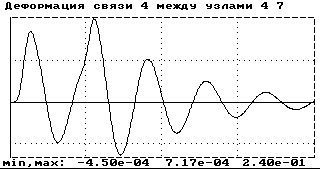 Деформация связи 4 между узлами 4 7
min,max: -4.50e-04 7.17e-04 2.40e-01